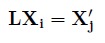 LXᵢ = X′ⱼ